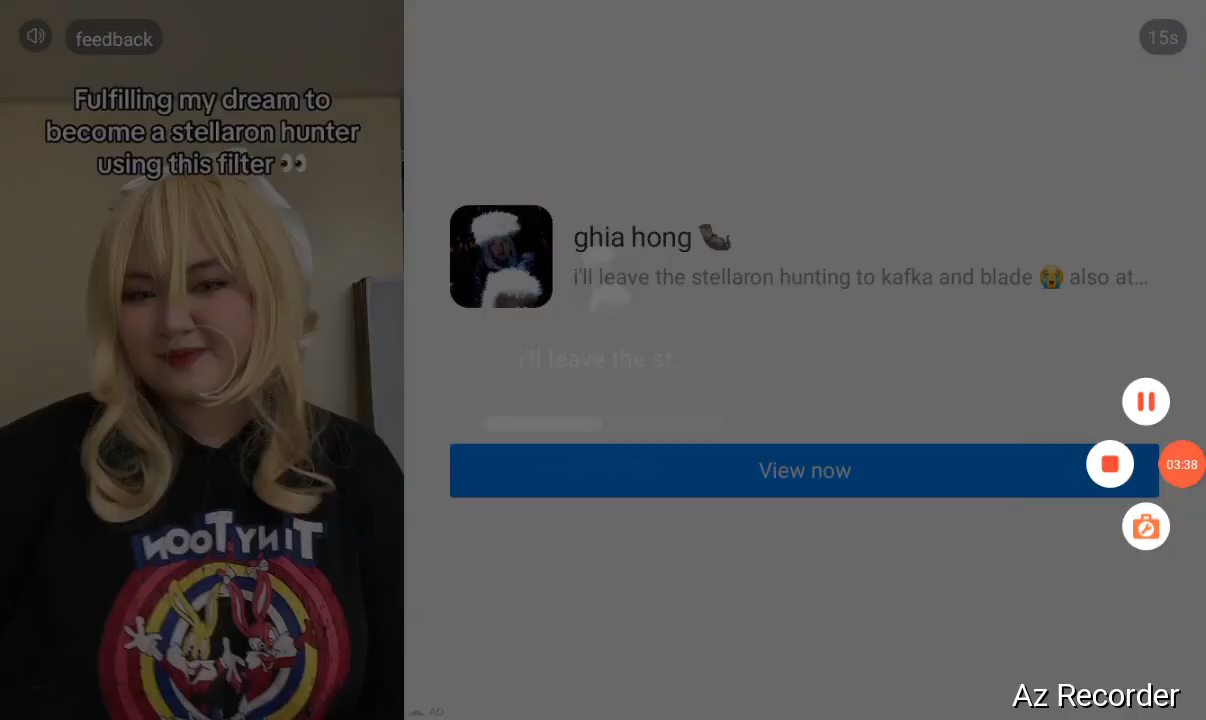 feedback
15s
Fulfilling my dream to
become a stellaron hunter
using this filter 👀
ghia hong 🦦
i'll leave the stellaron hunting to kafka and blade 😭 also at...
i'll leave the st...
View now
03:38
TINY TOON
AD
Az Recorder